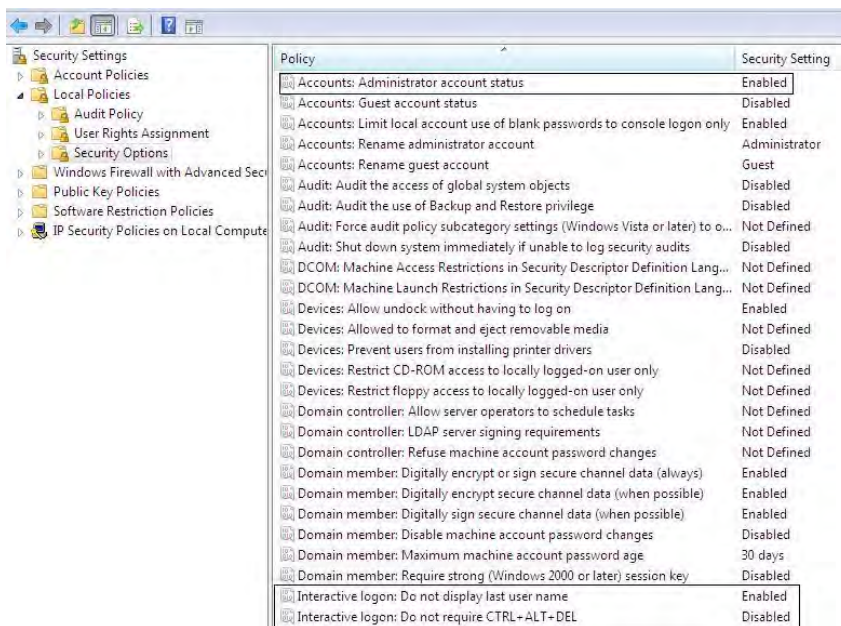 Security Settings
Account Policies
Local Policies
Audit Policy
User Rights Assignment
Security Options
Windows Firewall with Advanced Secu
Public Key Policies
Software Restriction Policies
IP Security Policies on Local Compute
Policy Security Setting
Accounts: Administrator account status Enabled
Accounts: Guest account status Disabled
Accounts: Limit local account use of blank passwords to console logon only Enabled
Accounts: Rename administrator account Administrator
Accounts: Rename guest account Guest
Audit: Audit the access of global system objects Disabled
Audit: Audit the use of Backup and Restore privilege Disabled
Audit: Force audit policy subcategory settings (Windows Vista or later) to o... Not Defined
Audit: Shut down system immediately if unable to log security audits Disabled
DCOM: Machine Access Restrictions in Security Descriptor Definition Lang... Not Defined
DCOM: Machine Launch Restrictions in Security Descriptor Definition Lang... Not Defined
Devices: Allow undock without having to log on Enabled
Devices: Allowed to format and eject removable media Not Defined
Devices: Prevent users from installing printer drivers Disabled
Devices: Restrict CD-ROM access to locally logged-on user only Not Defined
Devices: Restrict floppy access to locally logged-on user only Not Defined
Domain controller: Allow server operators to schedule tasks Not Defined
Domain controller: LDAP server signing requirements Not Defined
Domain controller: Refuse machine account password changes Not Defined
Domain member: Digitally encrypt or sign secure channel data (always) Enabled
Domain member: Digitally encrypt secure channel data (when possible) Enabled
Domain member: Digitally sign secure channel data (when possible) Enabled
Domain member: Disable machine account password changes Disabled
Domain member: Maximum machine account password age 30 days
Domain member: Require strong (Windows 2000 or later) session key Disabled
Interactive logon: Do not display last user name Enabled
Interactive logon: Do not require CTRL+ALT+DEL Disabled